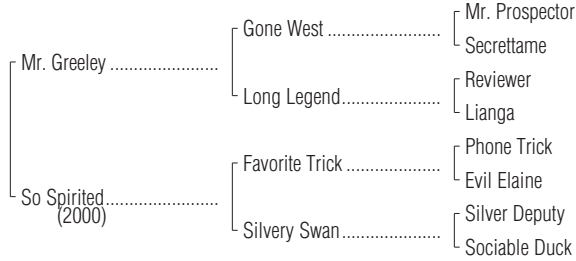 Mr. Prospector
Gone West ....................
Secrettame
Mr. Greeley ....................
Reviewer
Long Legend ....................
Lianga
Phone Trick
Favorite Trick ....................
Evil Elaine
So Spirited ....................
(2000)
Silver Deputy
Silvery Swan ....................
Sociable Duck